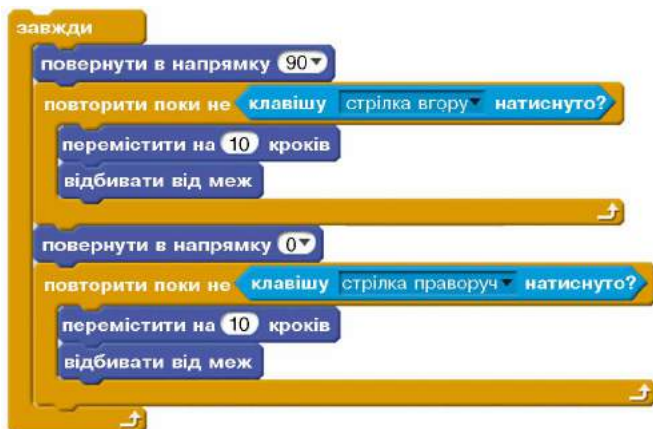 завжди
повернути в напрямку 90
повторити поки не клавішу стрілка вгору натиснуто?
перемістити на 10 кроків
відбивати від меж
повернути в напрямку 0
повторити поки не клавішу стрілка праворуч натиснуто?
перемістити на 10 кроків
відбивати від меж